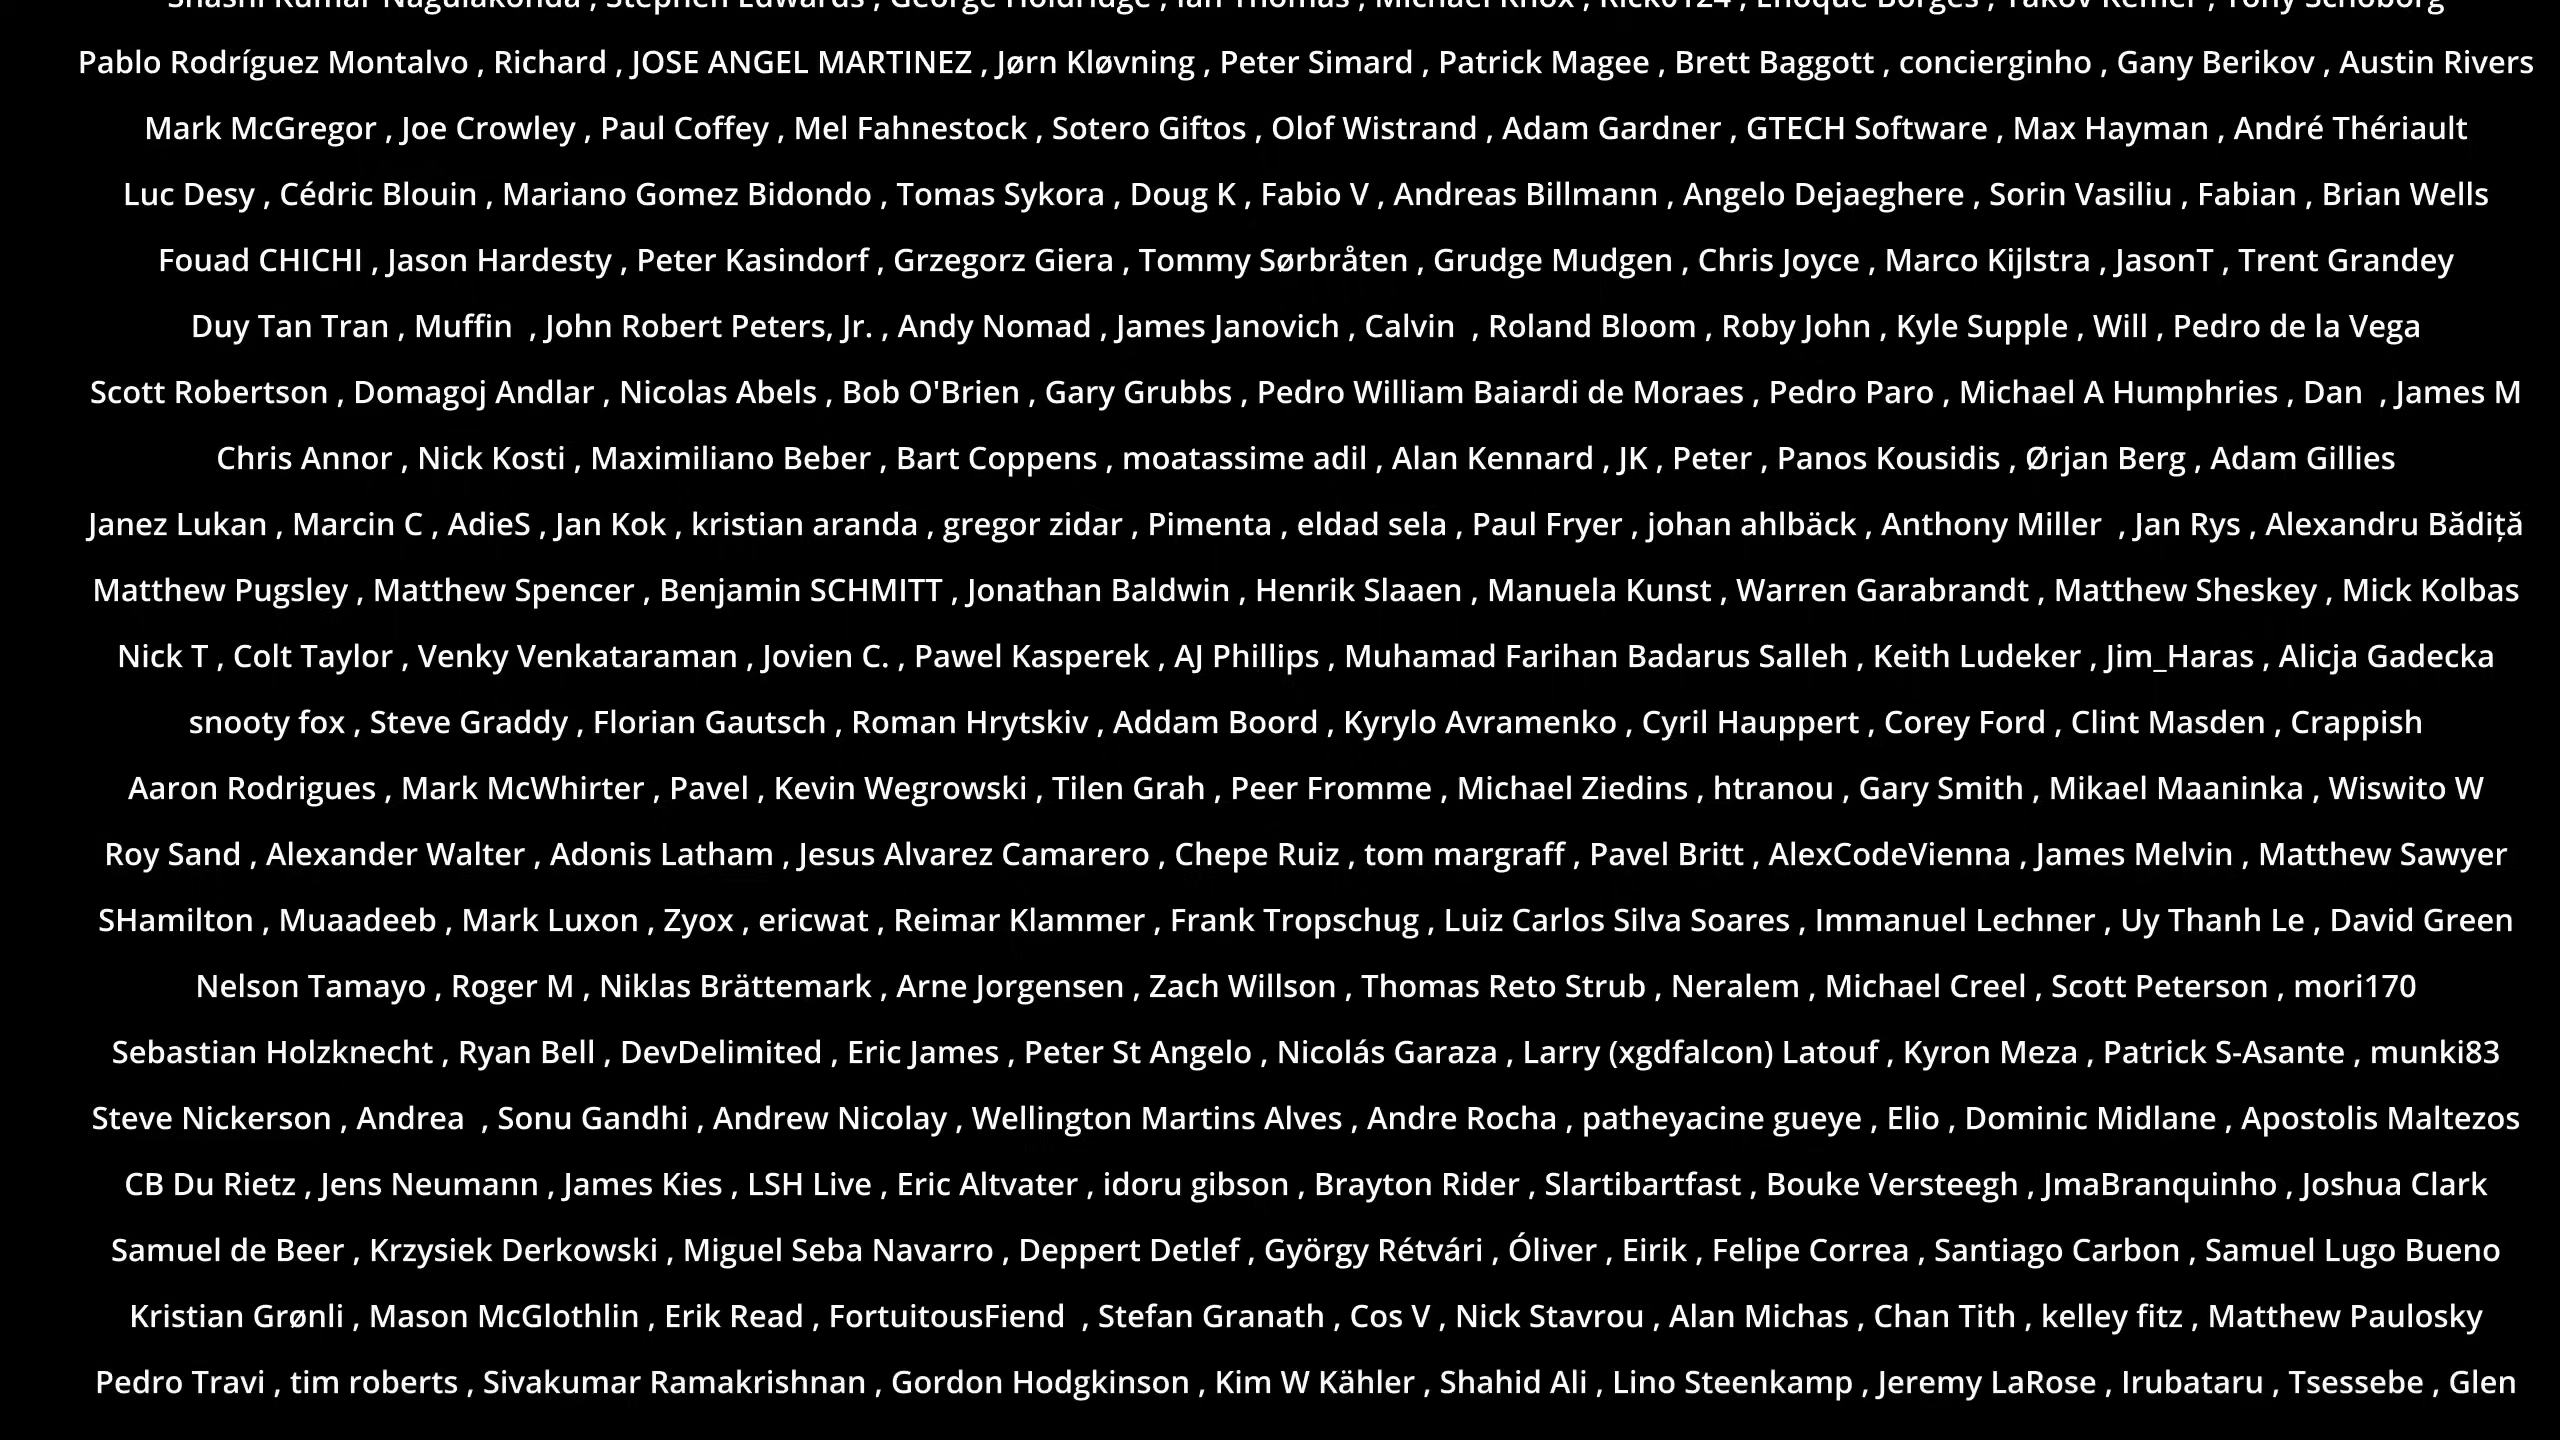 Shashi Kumar Nagulakonda , Stephen Edwards , George Holdridge , Ian Thomas , Michael Knox , Rick0124 , Enoque Borges , Yakov Kemer , Tony Schoborg
Pablo Rodríguez Montalvo , Richard , JOSE ANGEL MARTINEZ , Jørn Kløvning , Peter Simard , Patrick Magee , Brett Baggott , concierginho , Gany Berikov , Austin Rivers
Mark McGregor , Joe Crowley , Paul Coffey , Mel Fahnestock , Sotero Giftos , Olof Wistrand , Adam Gardner , GTECH Software , Max Hayman , André Thériault
Luc Desy , Cédric Blouin , Mariano Gomez Bidondo , Tomas Sykora , Doug K , Fabio V , Andreas Billmann , Angelo Dejaeghere , Sorin Vasiliu , Fabian , Brian Wells
Fouad CHICHI , Jason Hardesty , Peter Kasindorf , Grzegorz Giera , Tommy Sørbråten , Grudge Mudgen , Chris Joyce , Marco Kijlstra , JasonT , Trent Grandey
Duy Tan Tran , Muffin  , John Robert Peters, Jr. , Andy Nomad , James Janovich , Calvin  , Roland Bloom , Roby John , Kyle Supple , Will , Pedro de la Vega
Scott Robertson , Domagoj Andlar , Nicolas Abels , Bob O'Brien , Gary Grubbs , Pedro William Baiardi de Moraes , Pedro Paro , Michael A Humphries , Dan  , James M
Chris Annor , Nick Kosti , Maximiliano Beber , Bart Coppens , moatassime adil , Alan Kennard , JK , Peter , Panos Kousidis , Ørjan Berg , Adam Gillies
Janez Lukan , Marcin C , AdieS , Jan Kok , kristian aranda , gregor zidar , Pimenta , eldad sela , Paul Fryer , johan ahlbäck , Anthony Miller  , Jan Rys , Alexandru Bădiță
Matthew Pugsley , Matthew Spencer , Benjamin SCHMITT , Jonathan Baldwin , Henrik Slaaen , Manuela Kunst , Warren Garabrandt , Matthew Sheskey , Mick Kolbas
Nick T , Colt Taylor , Venky Venkataraman , Jovien C. , Pawel Kasperek , AJ Phillips , Muhamad Farihan Badarus Salleh , Keith Ludeker , Jim_Haras , Alicja Gadecka
snooty fox , Steve Graddy , Florian Gautsch , Roman Hrytskiv , Addam Boord , Kyrylo Avramenko , Cyril Hauppert , Corey Ford , Clint Masden , Crappish
Aaron Rodrigues , Mark McWhirter , Pavel , Kevin Wegrowski , Tilen Grah , Peer Fromme , Michael Ziedins , htranou , Gary Smith , Mikael Maaninka , Wiswito W
Roy Sand , Alexander Walter , Adonis Latham , Jesus Alvarez Camarero , Chepe Ruiz , tom margraff , Pavel Britt , AlexCodeVienna , James Melvin , Matthew Sawyer
SHamilton , Muaadeeb , Mark Luxon , Zyox , ericwat , Reimar Klammer , Frank Tropschug , Luiz Carlos Silva Soares , Immanuel Lechner , Uy Thanh Le , David Green
Nelson Tamayo , Roger M , Niklas Brättemark , Arne Jorgensen , Zach Willson , Thomas Reto Strub , Neralem , Michael Creel , Scott Peterson , mori170
Sebastian Holzknecht , Ryan Bell , DevDelimited , Eric James , Peter St Angelo , Nicolás Garaza , Larry (xgdfalcon) Latouf , Kyron Meza , Patrick S-Asante , munki83
Steve Nickerson , Andrea  , Sonu Gandhi , Andrew Nicolay , Wellington Martins Alves , Andre Rocha , patheyacine gueye , Elio , Dominic Midlane , Apostolis Maltezos
CB Du Rietz , Jens Neumann , James Kies , LSH Live , Eric Altvater , idoru gibson , Brayton Rider , Slartibartfast , Bouke Versteegh , JmaBranquinho , Joshua Clark
Samuel de Beer , Krzysiek Derkowski , Miguel Seba Navarro , Deppert Detlef , György Rétvári , Óliver , Eirik , Felipe Correa , Santiago Carbon , Samuel Lugo Bueno
Kristian Grønli , Mason McGlothlin , Erik Read , FortuitousFiend  , Stefan Granath , Cos V , Nick Stavrou , Alan Michas , Chan Tith , kelley fitz , Matthew Paulosky
Pedro Travi , tim roberts , Sivakumar Ramakrishnan , Gordon Hodgkinson , Kim W Kähler , Shahid Ali , Lino Steenkamp , Jeremy LaRose , Irubataru , Tsessebe , Glen